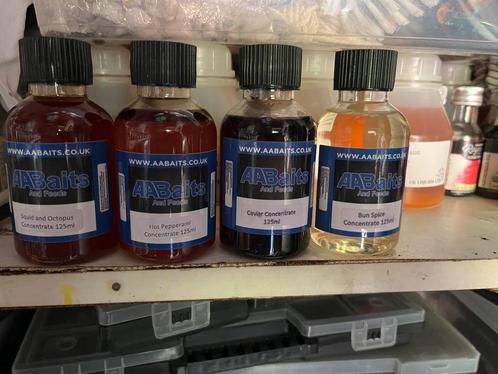 WWW.AABAITS.CO.UK
AABaits
And Feeds
Squid and Octopus
Concentrate 125ml
WWW.AABAITS.CO.UK
AABaits
And Feeds
Hot Pepperami
Concentrate 125ml
WWW.AABAITS.CO.UK
AABaits
And Feeds
Caviar Concentrate
125ml
WWW.AABAITS.CO.UK
AABaits
And Feeds
Bun Spice
Concentrate 125ml